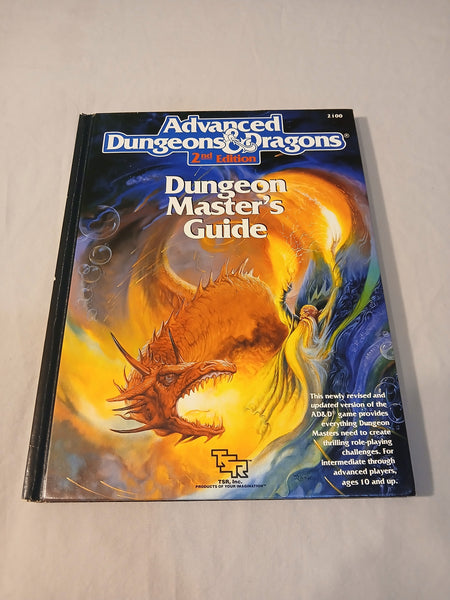 2100
Advanced
Dungeons & Dragons®
2nd Edition
Dungeon
Master's
Guide
This newly revised and
updated version of the
AD&D® game provides
everything Dungeon
Masters need to create
thrilling role-playing
challenges. For
intermediate through
advanced players,
ages 10 and up.
TSR
TSR, Inc.
PRODUCTS OF YOUR IMAGINATION™